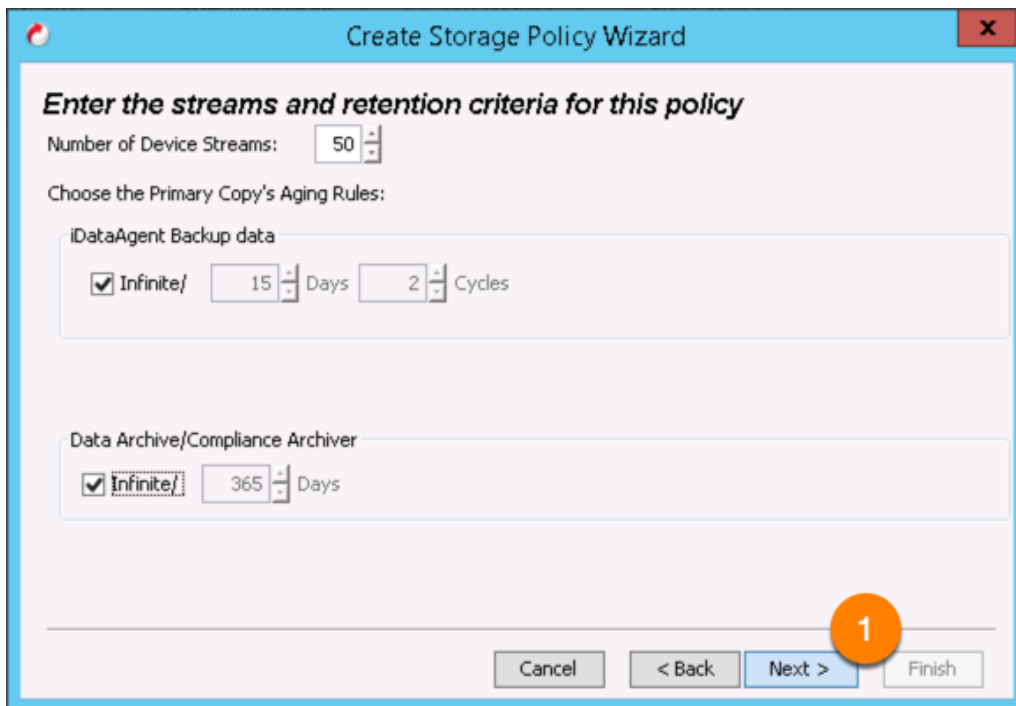 Create Storage Policy Wizard
x
Enter the streams and retention criteria for this policy
Number of Device Streams: 50
Choose the Primary Copy's Aging Rules:
iDataAgent Backup data
Infinite/ 15 Days 2 Cycles
Data Archive/Compliance Archiver
Infinite/ 365 Days
1
Cancel < Back Next > Finish